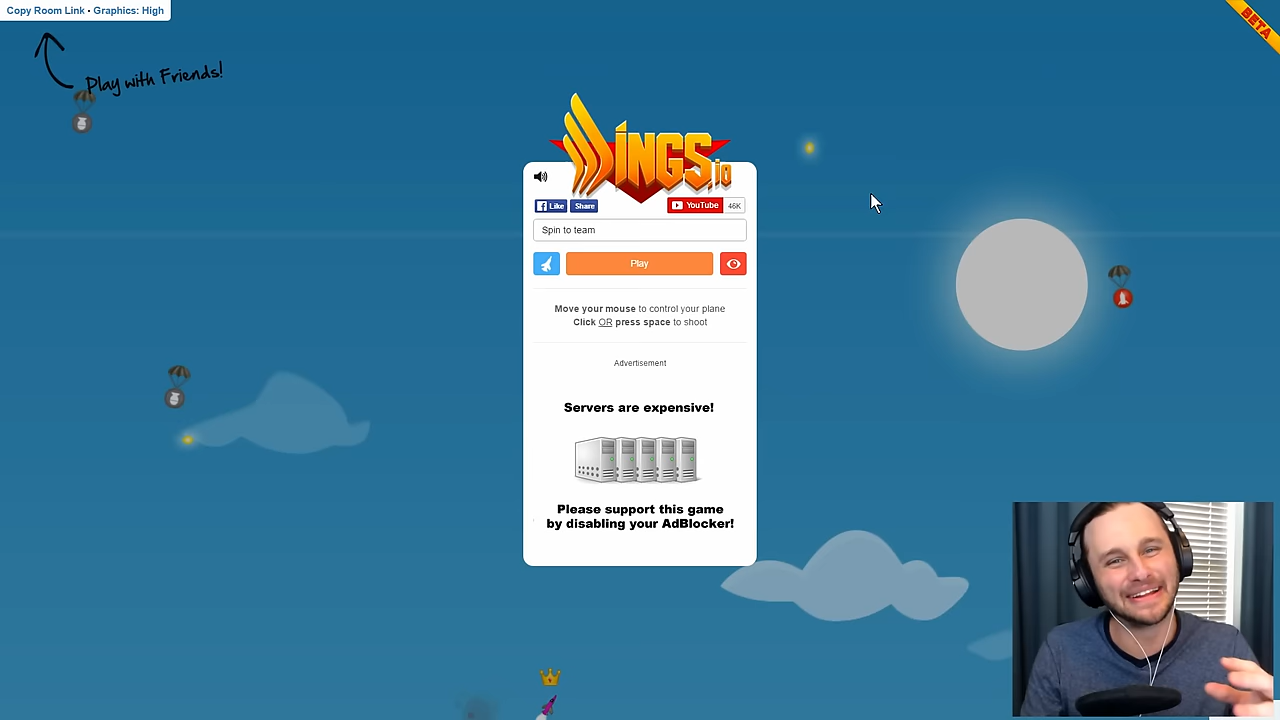 Copy Room Link • Graphics: High
BETA
Play with Friends!
WiNGS.io
Like
Share
YouTube
46K
Spin to team
Play
Move your mouse to control your plane
Click OR press space to shoot
Advertisement
Servers are expensive!
Please support this game
by disabling your AdBlocker!